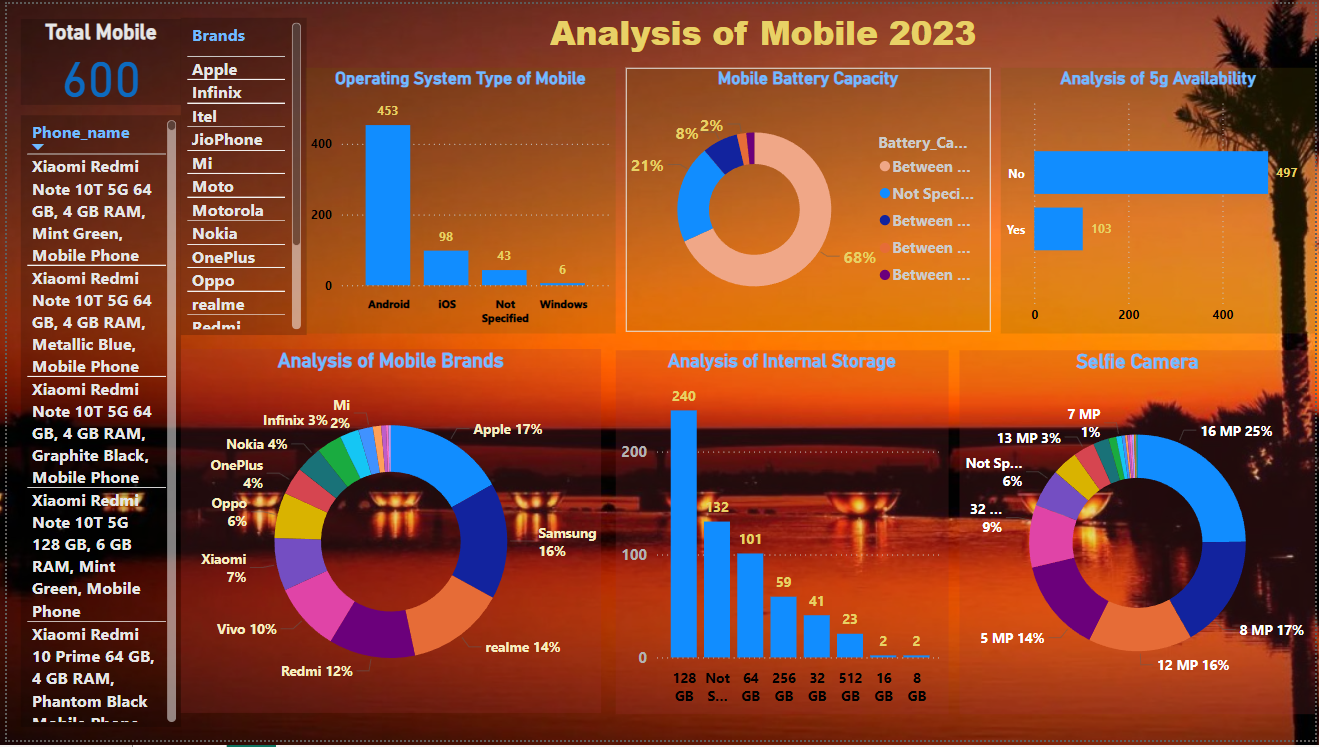 Total Mobile
600
Phone_name
Xiaomi Redmi
Note 10T 5G 64
GB, 4 GB RAM,
Mint Green,
Mobile Phone
Xiaomi Redmi
Note 10T 5G 64
GB, 4 GB RAM,
Metallic Blue,
Mobile Phone
Xiaomi Redmi
Note 10T 5G 64
GB, 4 GB RAM,
Graphite Black,
Mobile Phone
Xiaomi Redmi
Note 10T 5G
128 GB, 6 GB
RAM, Mint
Green, Mobile
Phone
Xiaomi Redmi
10 Prime 64 GB,
4 GB RAM,
Phantom Black
Mobile Phone
Brands
Apple
Infinix
Itel
JioPhone
Mi
Moto
Motorola
Nokia
OnePlus
Oppo
realme
Redmi
Analysis of Mobile 2023
Operating System Type of Mobile
453
400
200
98
43
6
0
Android
iOS
Not
Specified
Windows
Mobile Battery Capacity
8%
2%
21%
68%
Battery_Ca...
Between ...
Not Speci...
Between ...
Between ...
Between ...
Analysis of 5g Availability
No
497
Yes
103
0
200
400
Analysis of Mobile Brands
Mi
2%
Infinix 3%
Nokia 4%
OnePlus
4%
Oppo
6%
Xiaomi
7%
Vivo 10%
Redmi 12%
realme 14%
Samsung
16%
Apple 17%
Analysis of Internal Storage
240
200
132
101
100
59
41
23
2
2
0
128
GB
Not
S...
64
GB
256
GB
32
GB
512
GB
16
GB
8
GB
Selfie Camera
7 MP
1%
13 MP 3%
Not Sp...
6%
32 ...
9%
5 MP 14%
12 MP 16%
8 MP 17%
16 MP 25%